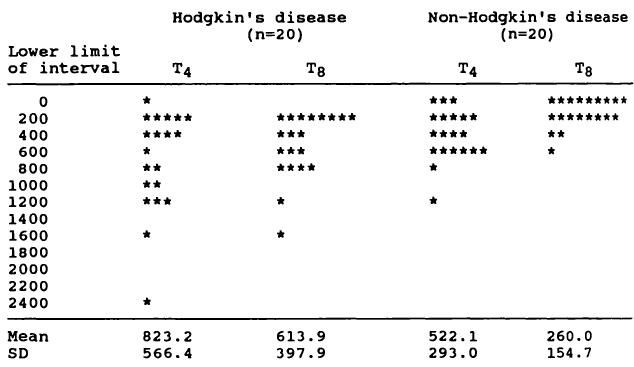 Hodgkin's disease Non-Hodgkin's disease
(n=20) (n=20)
Lower limit
of interval T4 T8 T4 T8
0 * *** *********
200 ***** ******** ***** ********
400 **** *** **** **
600 * *** ****** *
800 ** **** *
1000 **
1200 *** * *
1400
1600 * *
1800
2000
2200
2400 *
Mean 823.2 613.9 522.1 260.0
SD 566.4 397.9 293.0 154.7